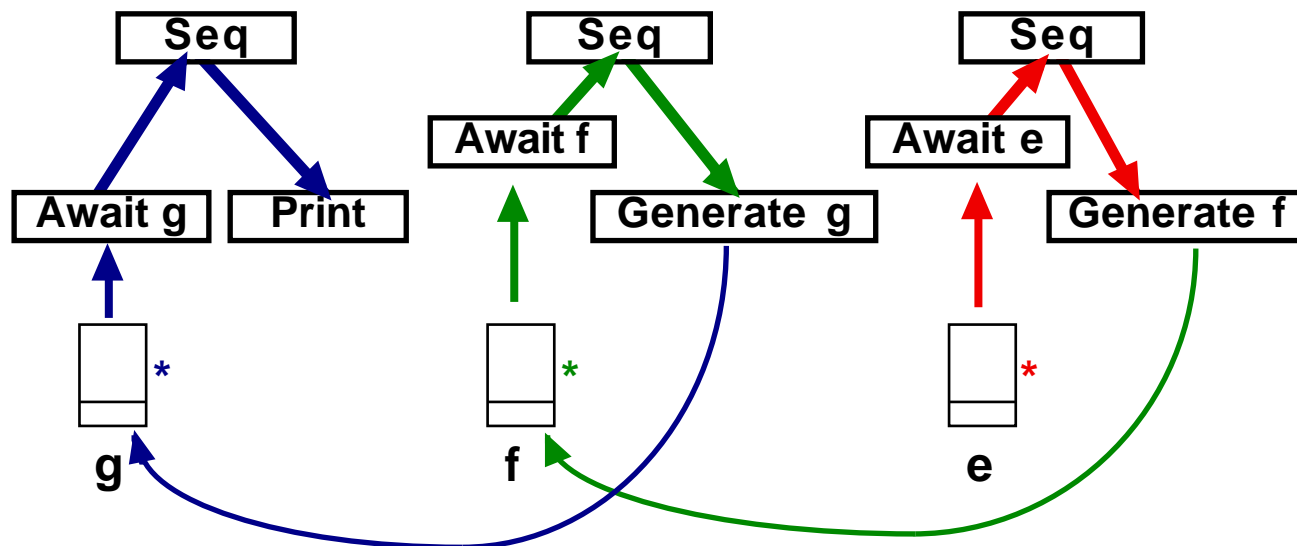 Seq
Seq
Seq
Await f
Await e
Await g
Print
Generate g
Generate f
*
*
*
g
f
e